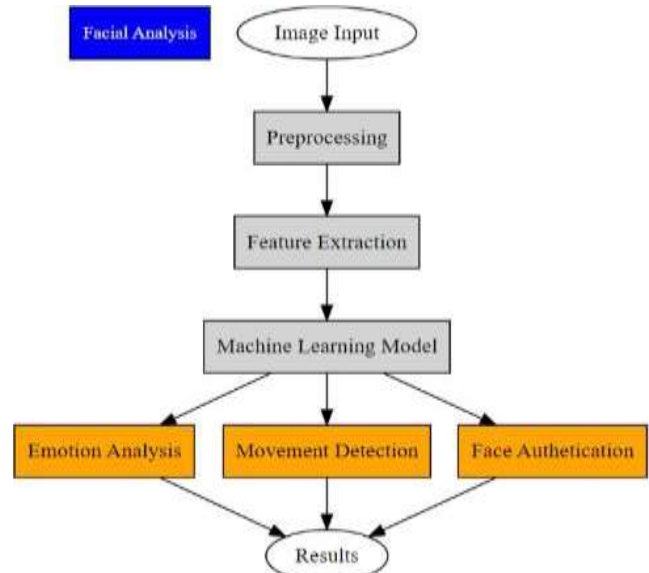 Facial Analysis
Image Input
Preprocessing
Feature Extraction
Machine Learning Model
Emotion Analysis
Movement Detection
Face Authetication
Results